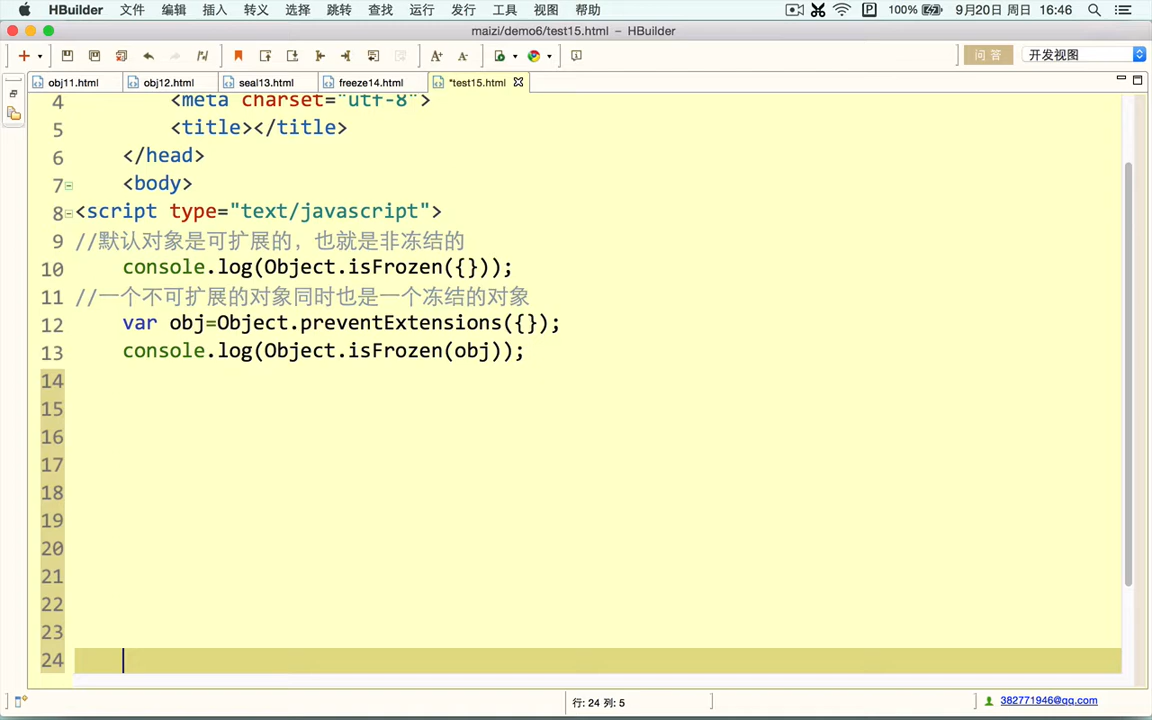 HBuilder 文件 编辑 插入 转义 选择 跳转 查找 运行 发行 工具 视图 帮助 100% 9月20日 周日 16:46
maizi/demo6/test15.html – HBuilder
问 答 开发视图
obj11.html obj12.html seal13.html freeze14.html *test15.html
4 <meta charset="utf-8">
5 <title></title>
6 </head>
7 <body>
8 <script type="text/javascript">
9 //默认对象是可扩展的，也就是非冻结的
10 console.log(Object.isFrozen({}));
11 //一个不可扩展的对象同时也是一个冻结的对象
12 var obj=Object.preventExtensions({});
13 console.log(Object.isFrozen(obj));
14
15
16
17
18
19
20
21
22
23
24
行: 24 列: 5 382771946@qq.com